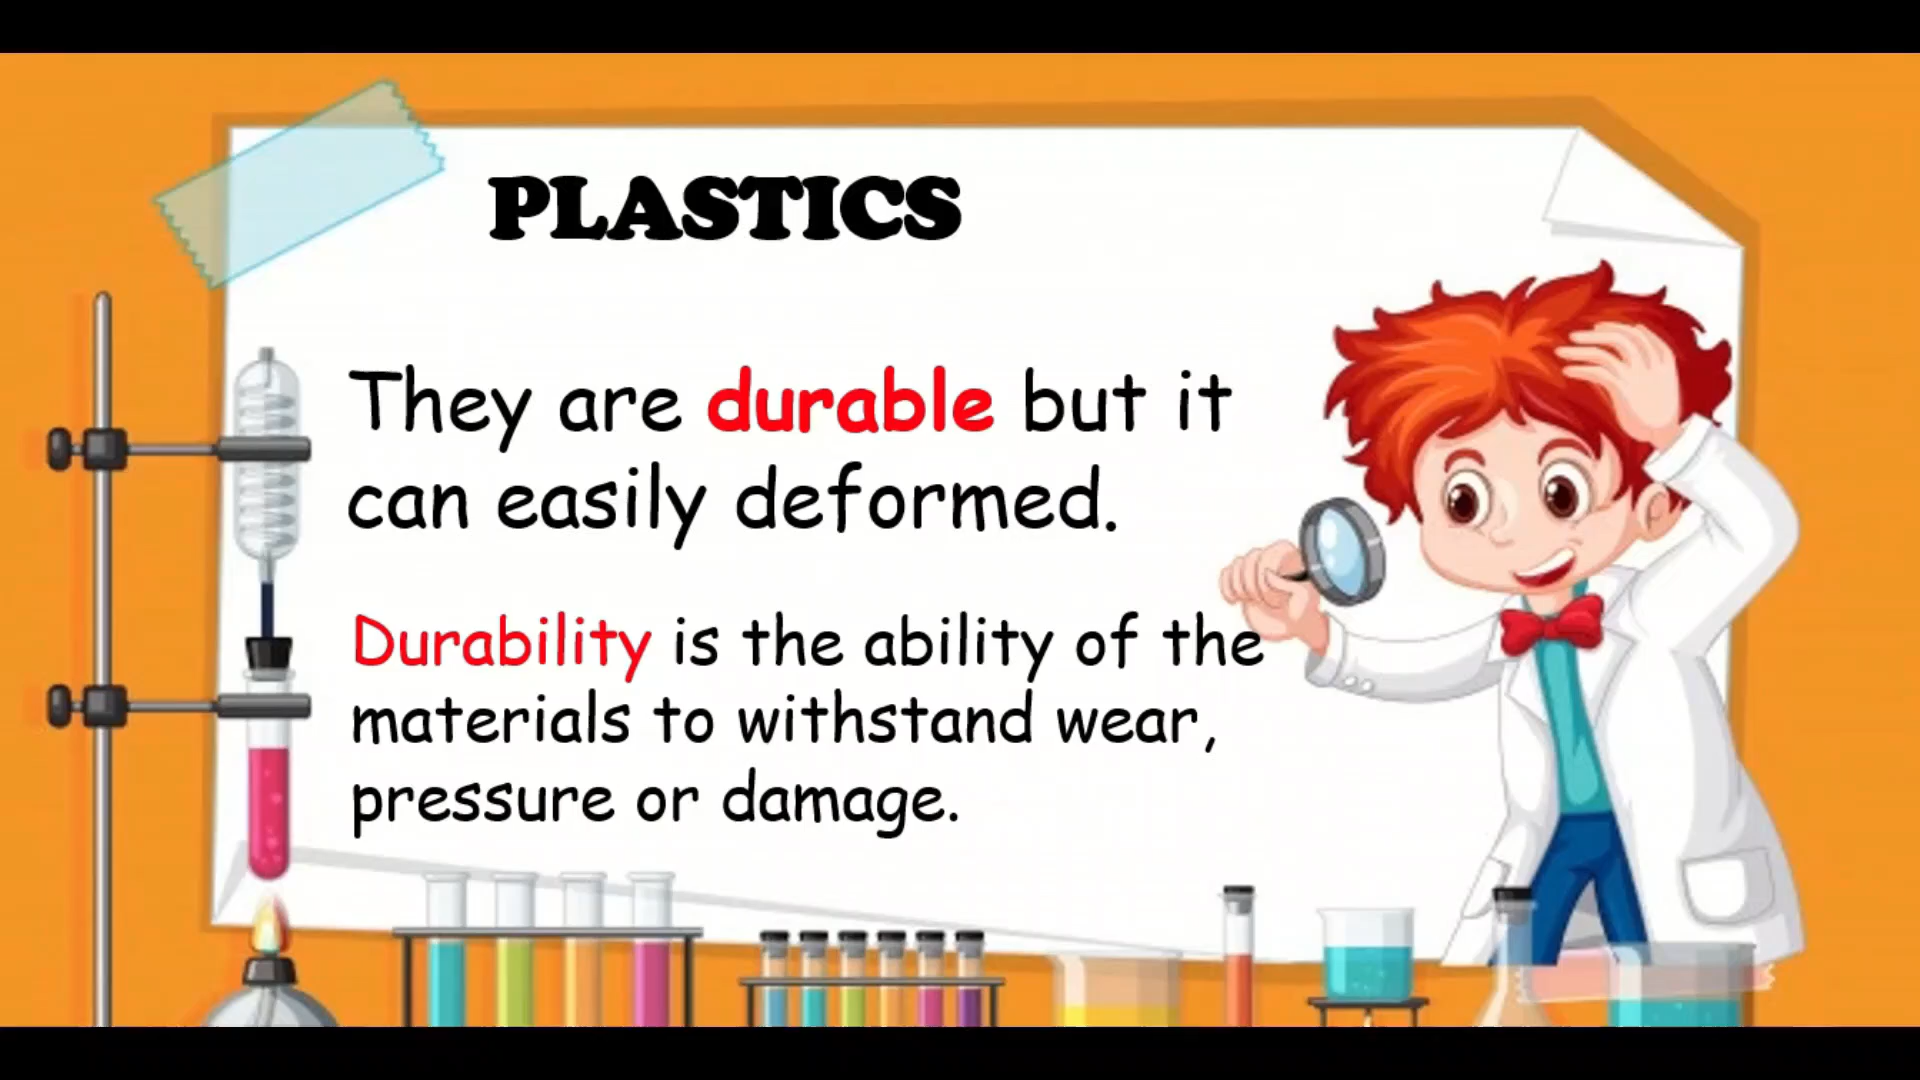 PLASTICS
They are durable but it
can easily deformed.
Durability is the ability of the
materials to withstand wear,
pressure or damage.